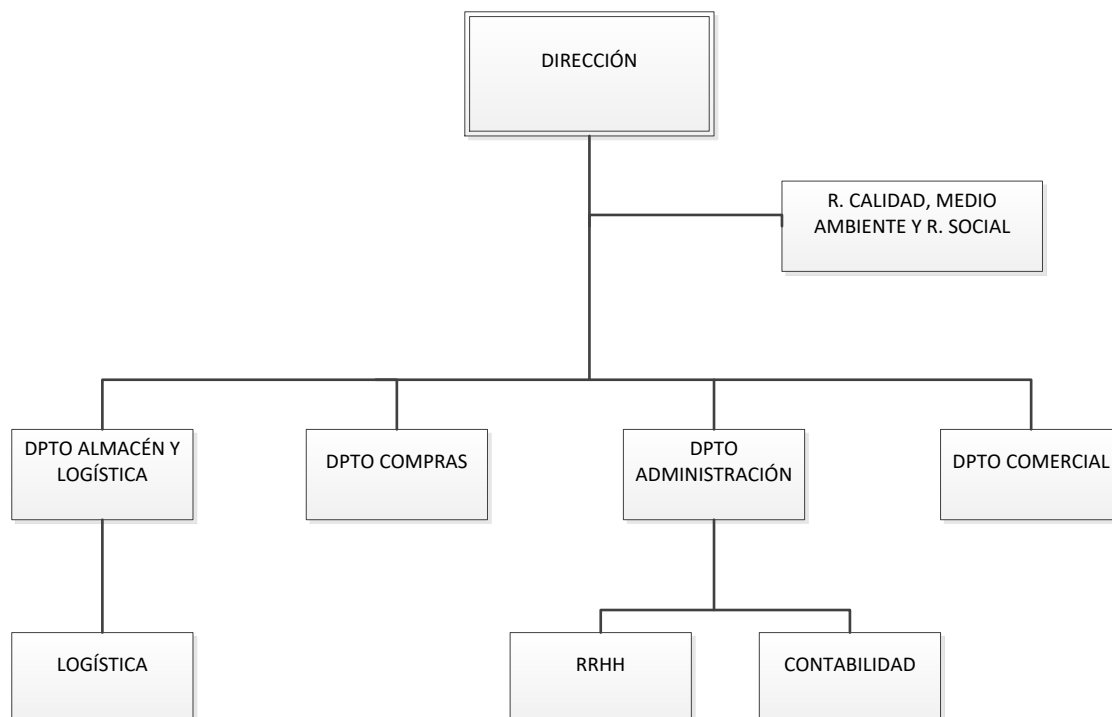 DIRECCIÓN
R. CALIDAD, MEDIO
AMBIENTE Y R. SOCIAL
DPTO ALMACÉN Y
LOGÍSTICA
DPTO COMPRAS
DPTO
ADMINISTRACIÓN
DPTO COMERCIAL
LOGÍSTICA
RRHH
CONTABILIDAD